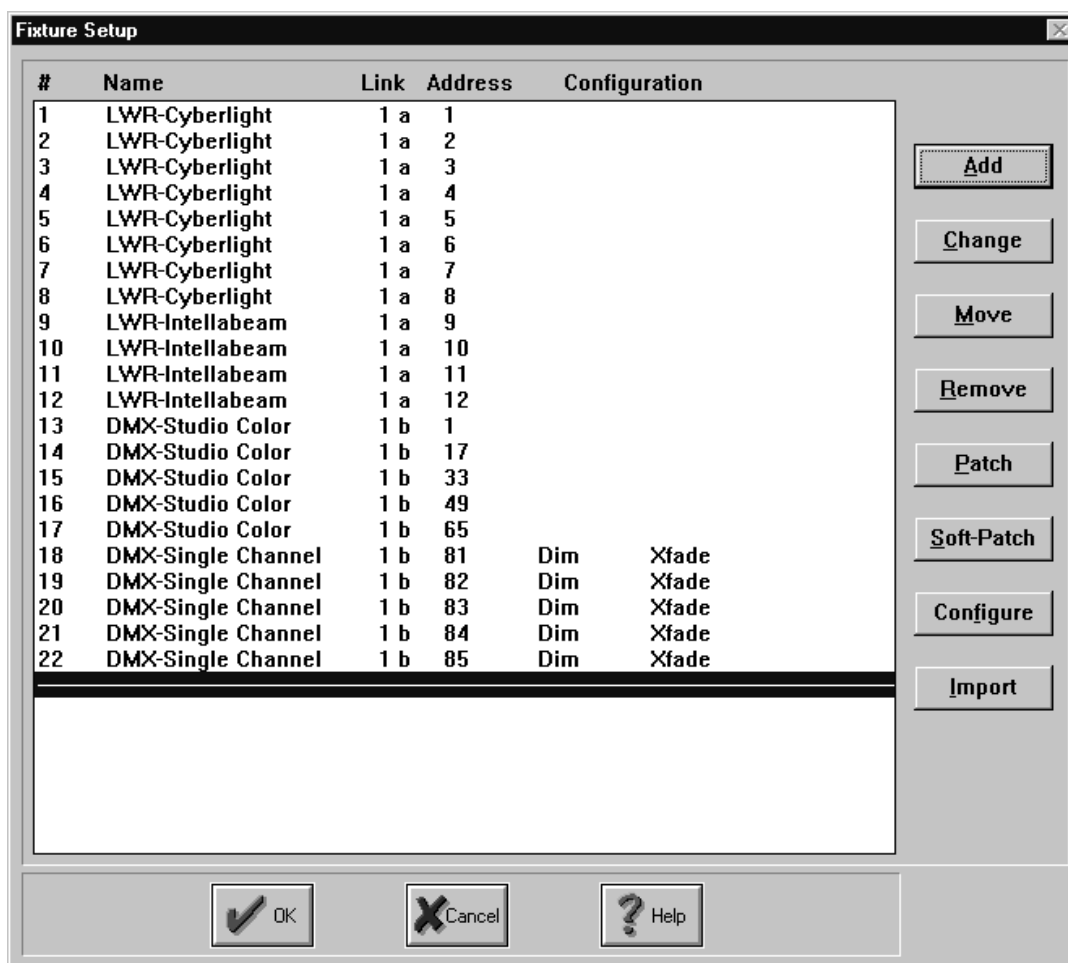 Fixture Setup
# Name Link Address Configuration
1 LWR-Cyberlight 1 a 1
2 LWR-Cyberlight 1 a 2
3 LWR-Cyberlight 1 a 3
4 LWR-Cyberlight 1 a 4
5 LWR-Cyberlight 1 a 5
6 LWR-Cyberlight 1 a 6
7 LWR-Cyberlight 1 a 7
8 LWR-Cyberlight 1 a 8
9 LWR-Intellabeam 1 a 9
10 LWR-Intellabeam 1 a 10
11 LWR-Intellabeam 1 a 11
12 LWR-Intellabeam 1 a 12
13 DMX-Studio Color 1 b 1
14 DMX-Studio Color 1 b 17
15 DMX-Studio Color 1 b 33
16 DMX-Studio Color 1 b 49
17 DMX-Studio Color 1 b 65
18 DMX-Single Channel 1 b 81 Dim Xfade
19 DMX-Single Channel 1 b 82 Dim Xfade
20 DMX-Single Channel 1 b 83 Dim Xfade
21 DMX-Single Channel 1 b 84 Dim Xfade
22 DMX-Single Channel 1 b 85 Dim Xfade
Add
Change
Move
Remove
Patch
Soft-Patch
Configure
Import
OK Cancel Help